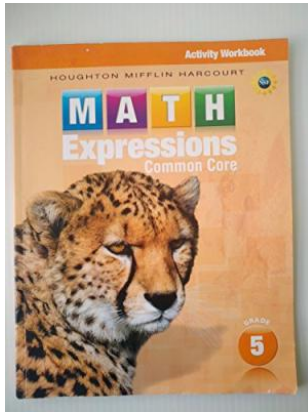 Activity Workbook
HOUGHTON MIFFLIN HARCOURT
MATH
Expressions
Common Core
GRADE
5